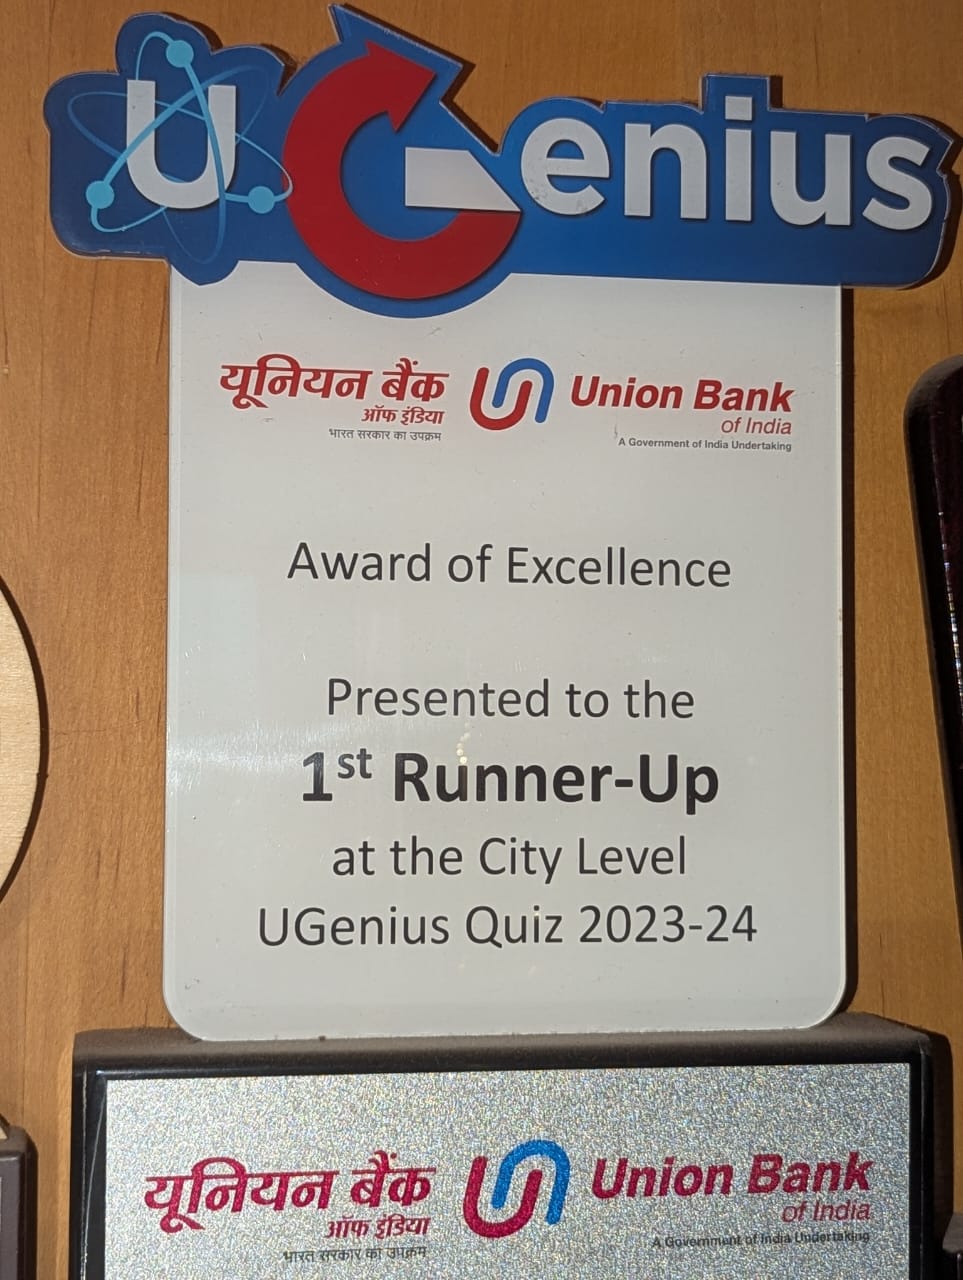 UGenius
यूनियन बैंक Union Bank
ऑफ इंडिया of India
भारत सरकार का उपक्रम A Government of India Undertaking
Award of Excellence
Presented to the
1st Runner-Up
at the City Level
UGenius Quiz 2023-24
यूनियन बैंक Union Bank
ऑफ इंडिया of India
भारत सरकार का उपक्रम A Government of India Undertaking